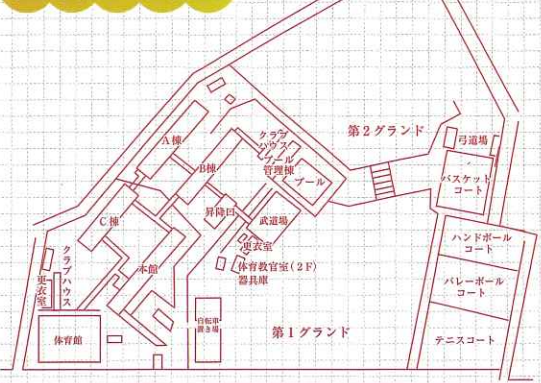 第2グランド
弓道場
クラブ
ハウス
プール
管理棟
プール
A棟
B棟
バスケット
コート
昇降口
武道場
C棟
本館
更衣室
体育教官室(2F)
器具庫
ハンドボール
コート
クラブハウス
更衣室
バレーボール
コート
自転車
置き場
第1グランド
体育館
テニスコート